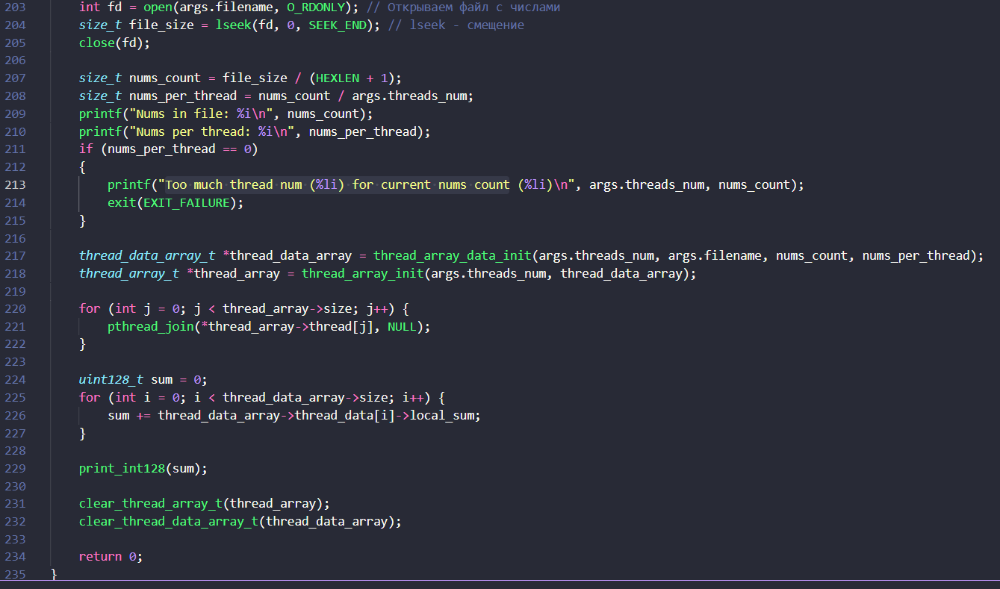 203 int fd = open(args.filename, O_RDONLY); // Открываем файл с числами
204 size_t file_size = lseek(fd, 0, SEEK_END); // lseek - смещение
205 close(fd);
206
207 size_t nums_count = file_size / (HEXLEN + 1);
208 size_t nums_per_thread = nums_count / args.threads_num;
209 printf("Nums in file: %i\n", nums_count);
210 printf("Nums per thread: %i\n", nums_per_thread);
211 if (nums_per_thread == 0)
212 {
213 printf("Too much thread num (%li) for current nums count (%li)\n", args.threads_num, nums_count);
214 exit(EXIT_FAILURE);
215 }
216
217 thread_data_array_t *thread_data_array = thread_array_data_init(args.threads_num, args.filename, nums_count, nums_per_thread);
218 thread_array_t *thread_array = thread_array_init(args.threads_num, thread_data_array);
219
220 for (int j = 0; j < thread_array->size; j++) {
221 pthread_join(*thread_array->thread[j], NULL);
222 }
223
224 uint128_t sum = 0;
225 for (int i = 0; i < thread_data_array->size; i++) {
226 sum += thread_data_array->thread_data[i]->local_sum;
227 }
228
229 print_int128(sum);
230
231 clear_thread_array_t(thread_array);
232 clear_thread_data_array_t(thread_data_array);
233
234 return 0;
235 }